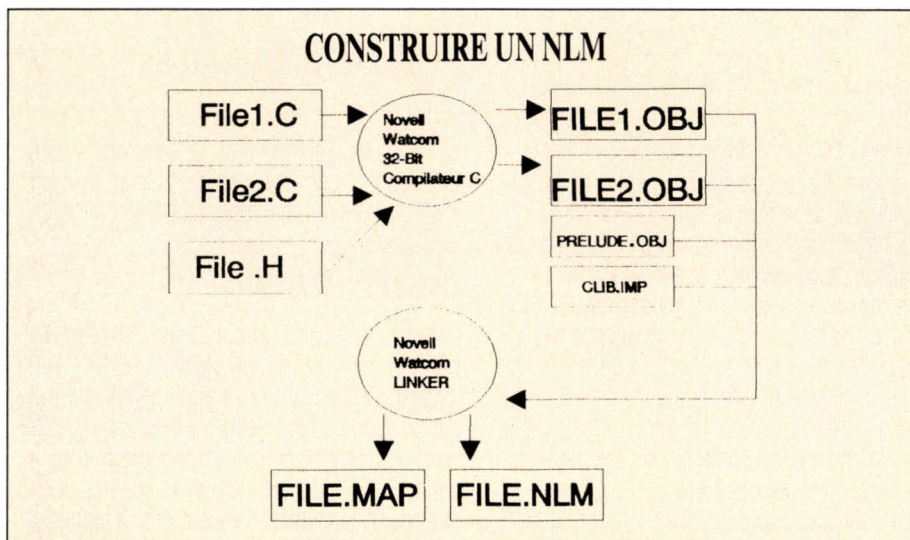 CONSTRUIRE UN NLM
File1.C
File2.C
File .H
Novell
Watcom
32-Bit
Compilateur C
FILE1.OBJ
FILE2.OBJ
PRELUDE.OBJ
CLIB.IMP
Novell
Watcom
LINKER
FILE.MAP
FILE.NLM